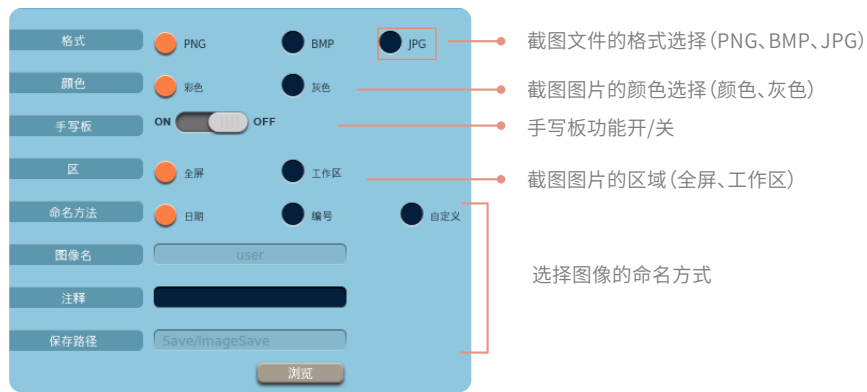 格式 PNG BMP JPG 截图文件的格式选择(PNG、BMP、JPG)
颜色 彩色 灰色 截图图片的颜色选择(颜色、灰色)
手写板 ON OFF 手写板功能开/关
区 全屏 工作区 截图图片的区域(全屏、工作区)
命名方法 日期 编号 自定义
图像名 user
选择图像的命名方式
注释
保存路径 Save/ImageSave
浏览